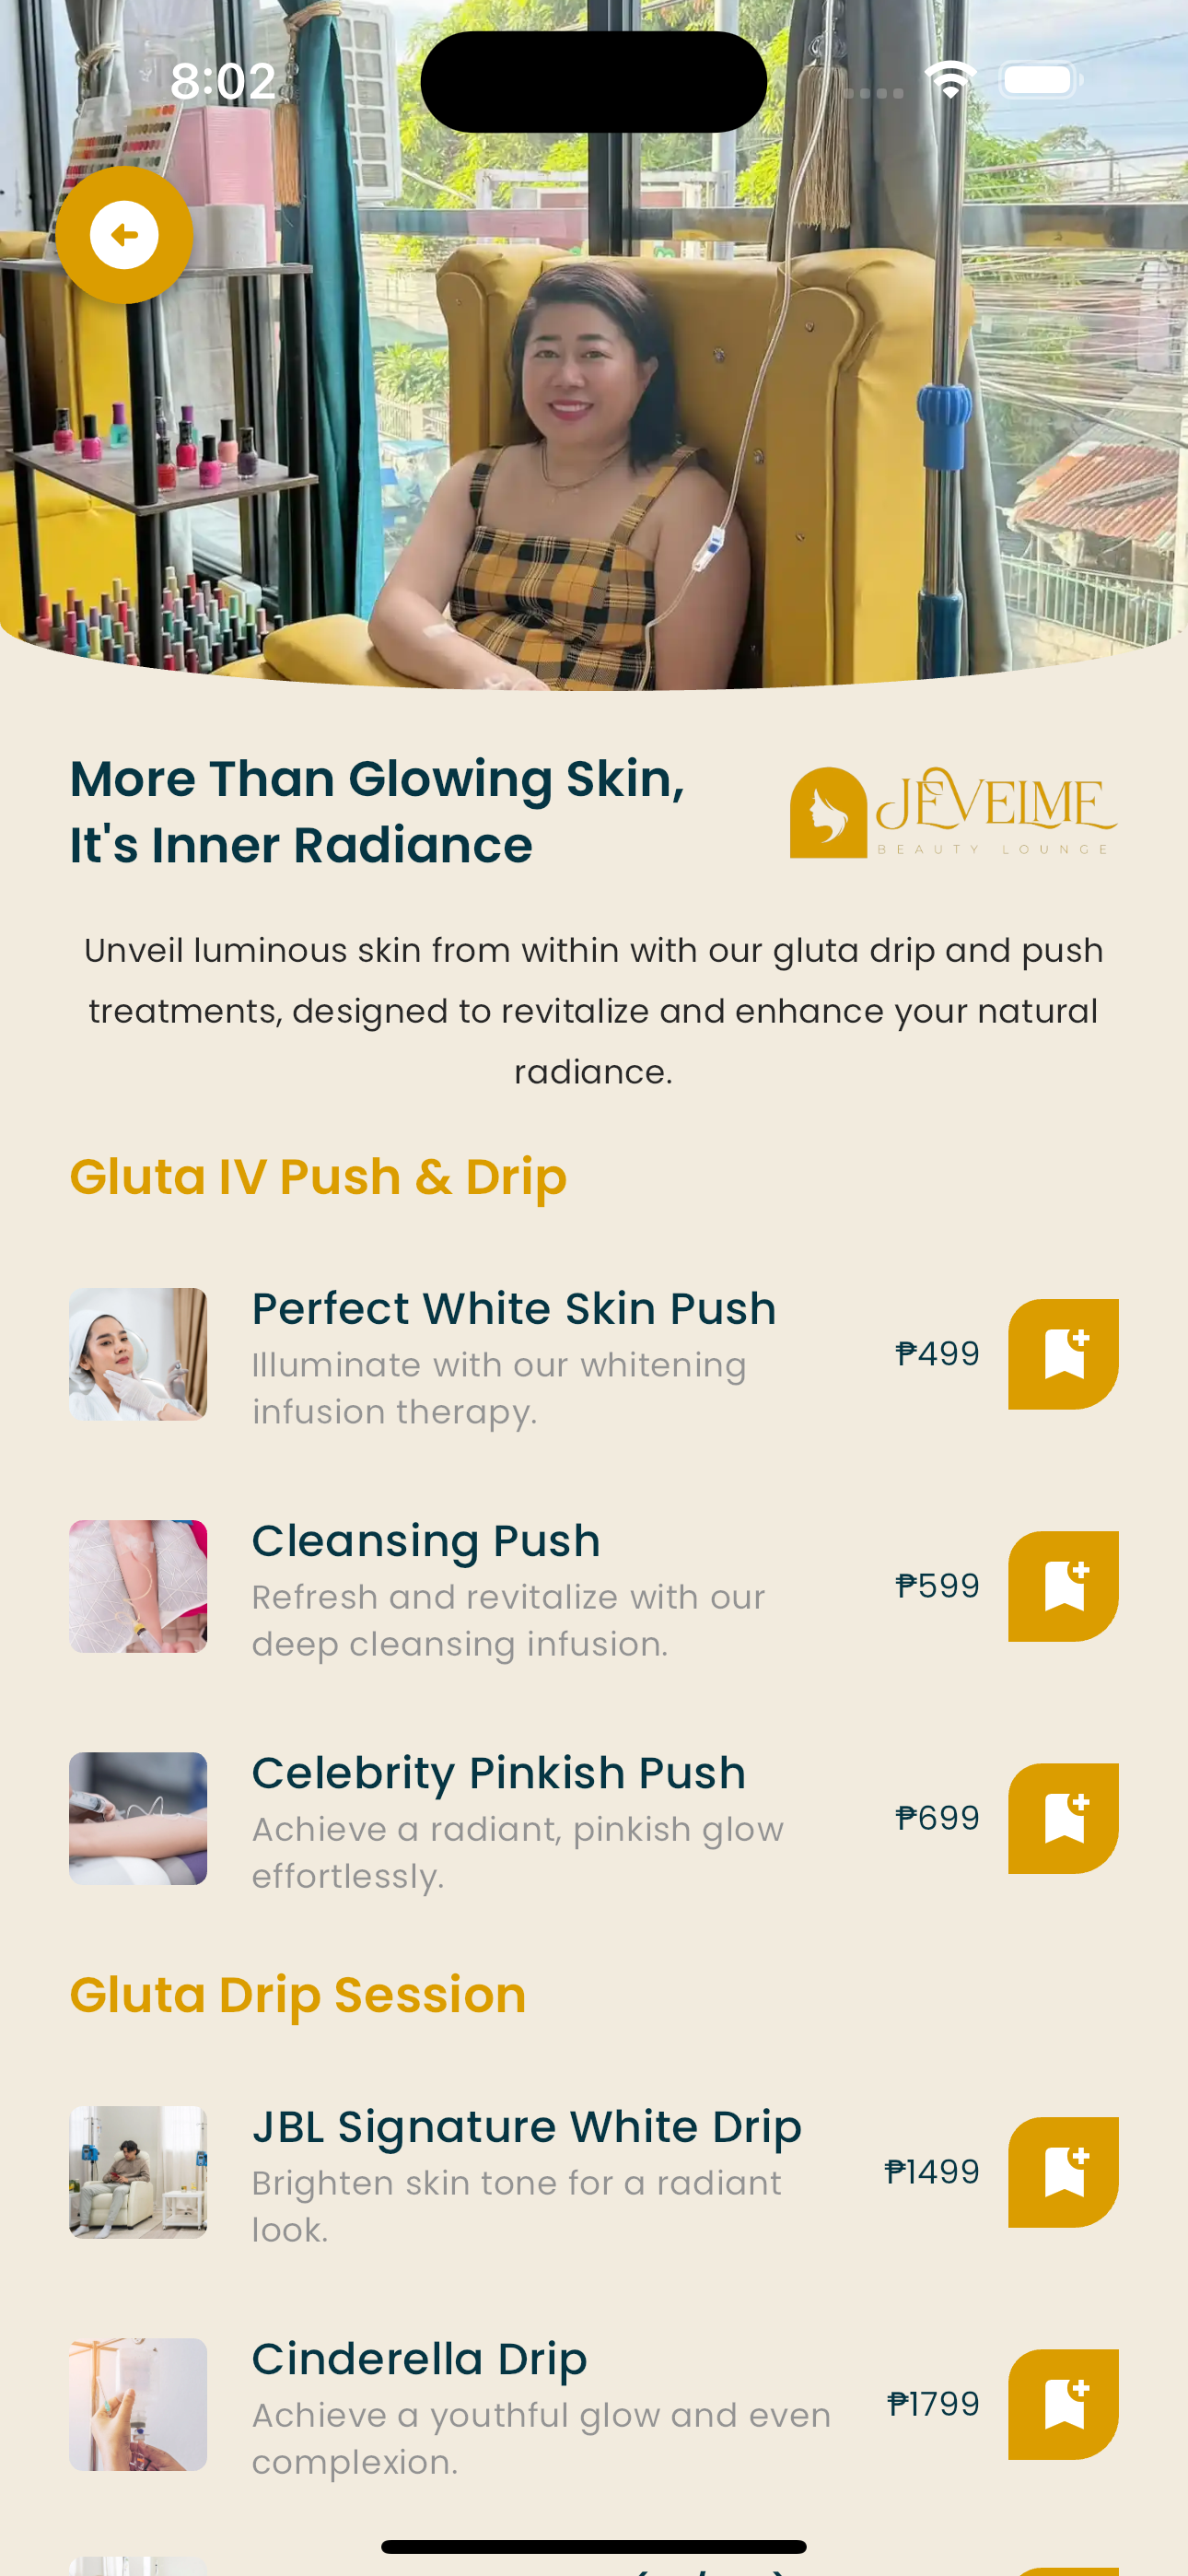 8:02
More Than Glowing Skin,
It's Inner Radiance
JEVEIME
BEAUTY LOUNGE
Unveil luminous skin from within with our gluta drip and push
treatments, designed to revitalize and enhance your natural
radiance.
Gluta IV Push & Drip
Perfect White Skin Push
Illuminate with our whitening
infusion therapy.
₱499
Cleansing Push
Refresh and revitalize with our
deep cleansing infusion.
₱599
Celebrity Pinkish Push
Achieve a radiant, pinkish glow
effortlessly.
₱699
Gluta Drip Session
JBL Signature White Drip
Brighten skin tone for a radiant
look.
₱1499
Cinderella Drip
Achieve a youthful glow and even
complexion.
₱1799